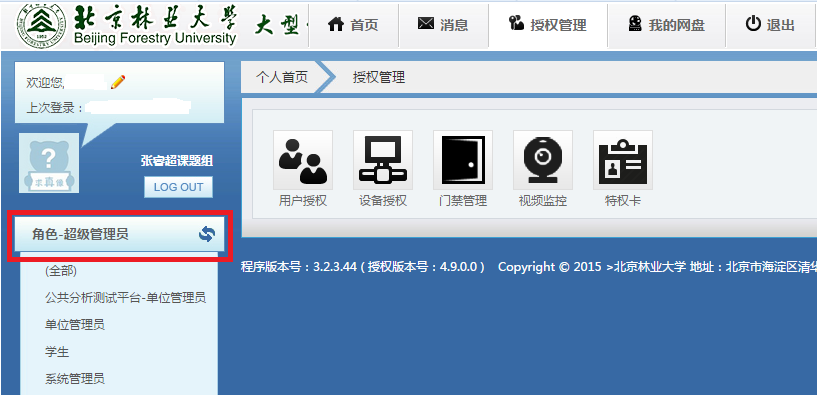 北京林业大学 大型
Beijing Forestry University
首页
消息
授权管理
我的网盘
退出
欢迎您,
上次登录：
求真像
张睿超课题组
LOG OUT
角色-超级管理员
(全部)
公共分析测试平台-单位管理员
单位管理员
学生
系统管理员
个人首页
授权管理
用户授权
设备授权
门禁管理
视频监控
特权卡
程序版本号：3.2.3.44 ( 授权版本号：4.9.0.0 ) Copyright © 2015 >北京林业大学 地址：北京市海淀区清华